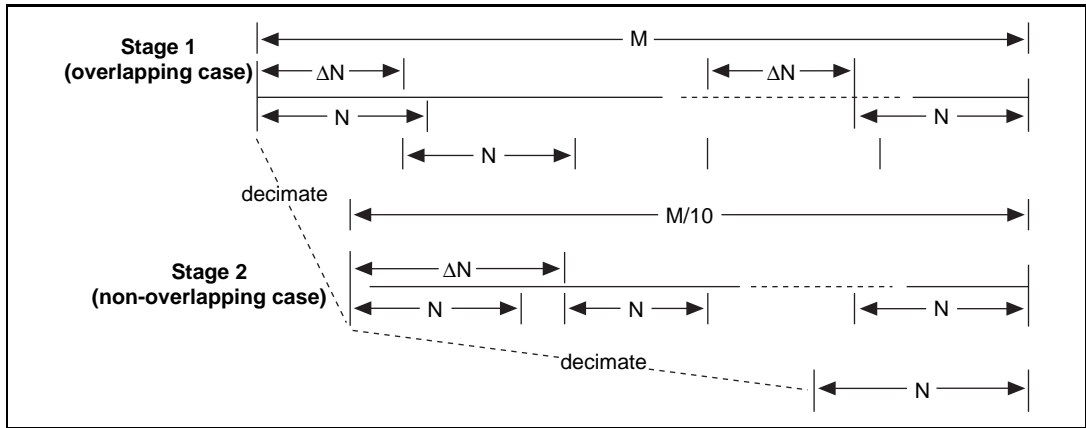 Stage 1
(overlapping case)
M
ΔN
ΔN
N
N
N
decimate
M/10
Stage 2
(non-overlapping case)
ΔN
N
N
N
decimate
N